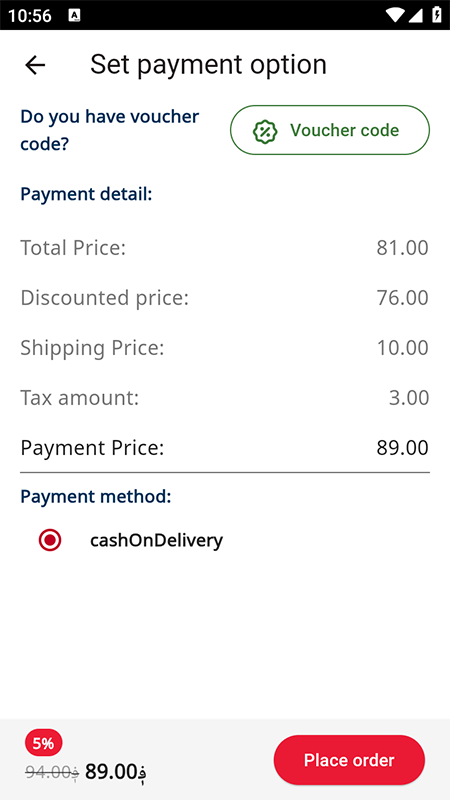 10:56
Set payment option
Do you have voucher
code?
Voucher code
Payment detail:
Total Price: 81.00
Discounted price: 76.00
Shipping Price: 10.00
Tax amount: 3.00
Payment Price: 89.00
Payment method:
cashOnDelivery
5%
94.00؋ 89.00؋
Place order